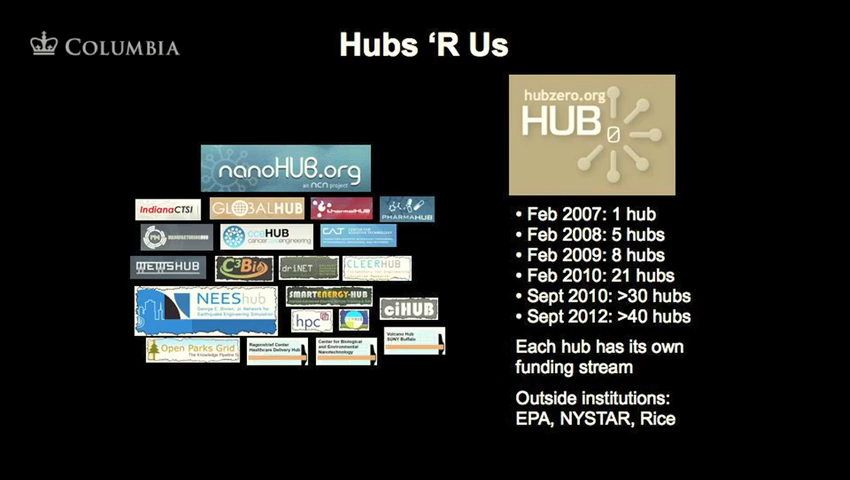 COLUMBIA
Hubs ‘R Us
hubzero.org
HUB
0
nanoHUB.org
an ncn project
IndianaCTSI
GLOBALHUB
thermalHUB
PHARMAHUB
cceHUB
cancer care engineering
CAT
MEMSHUB
C3Bio
driNET
CLEERHUB
NEEShub
George E. Brown, Jr. Network for
Earthquake Engineering Simulation
SMARTENERGY-HUB
hpc
ciHUB
Open Parks Grid
The Knowledge Pipeline
Regenstrief Center
Healthcare Delivery Hub
Center for Biological
and Environmental
Nanotechnology
Volcano Hub
SUNY Buffalo
• Feb 2007: 1 hub
• Feb 2008: 5 hubs
• Feb 2009: 8 hubs
• Feb 2010: 21 hubs
• Sept 2010: >30 hubs
• Sept 2012: >40 hubs
Each hub has its own
funding stream
Outside institutions:
EPA, NYSTAR, Rice